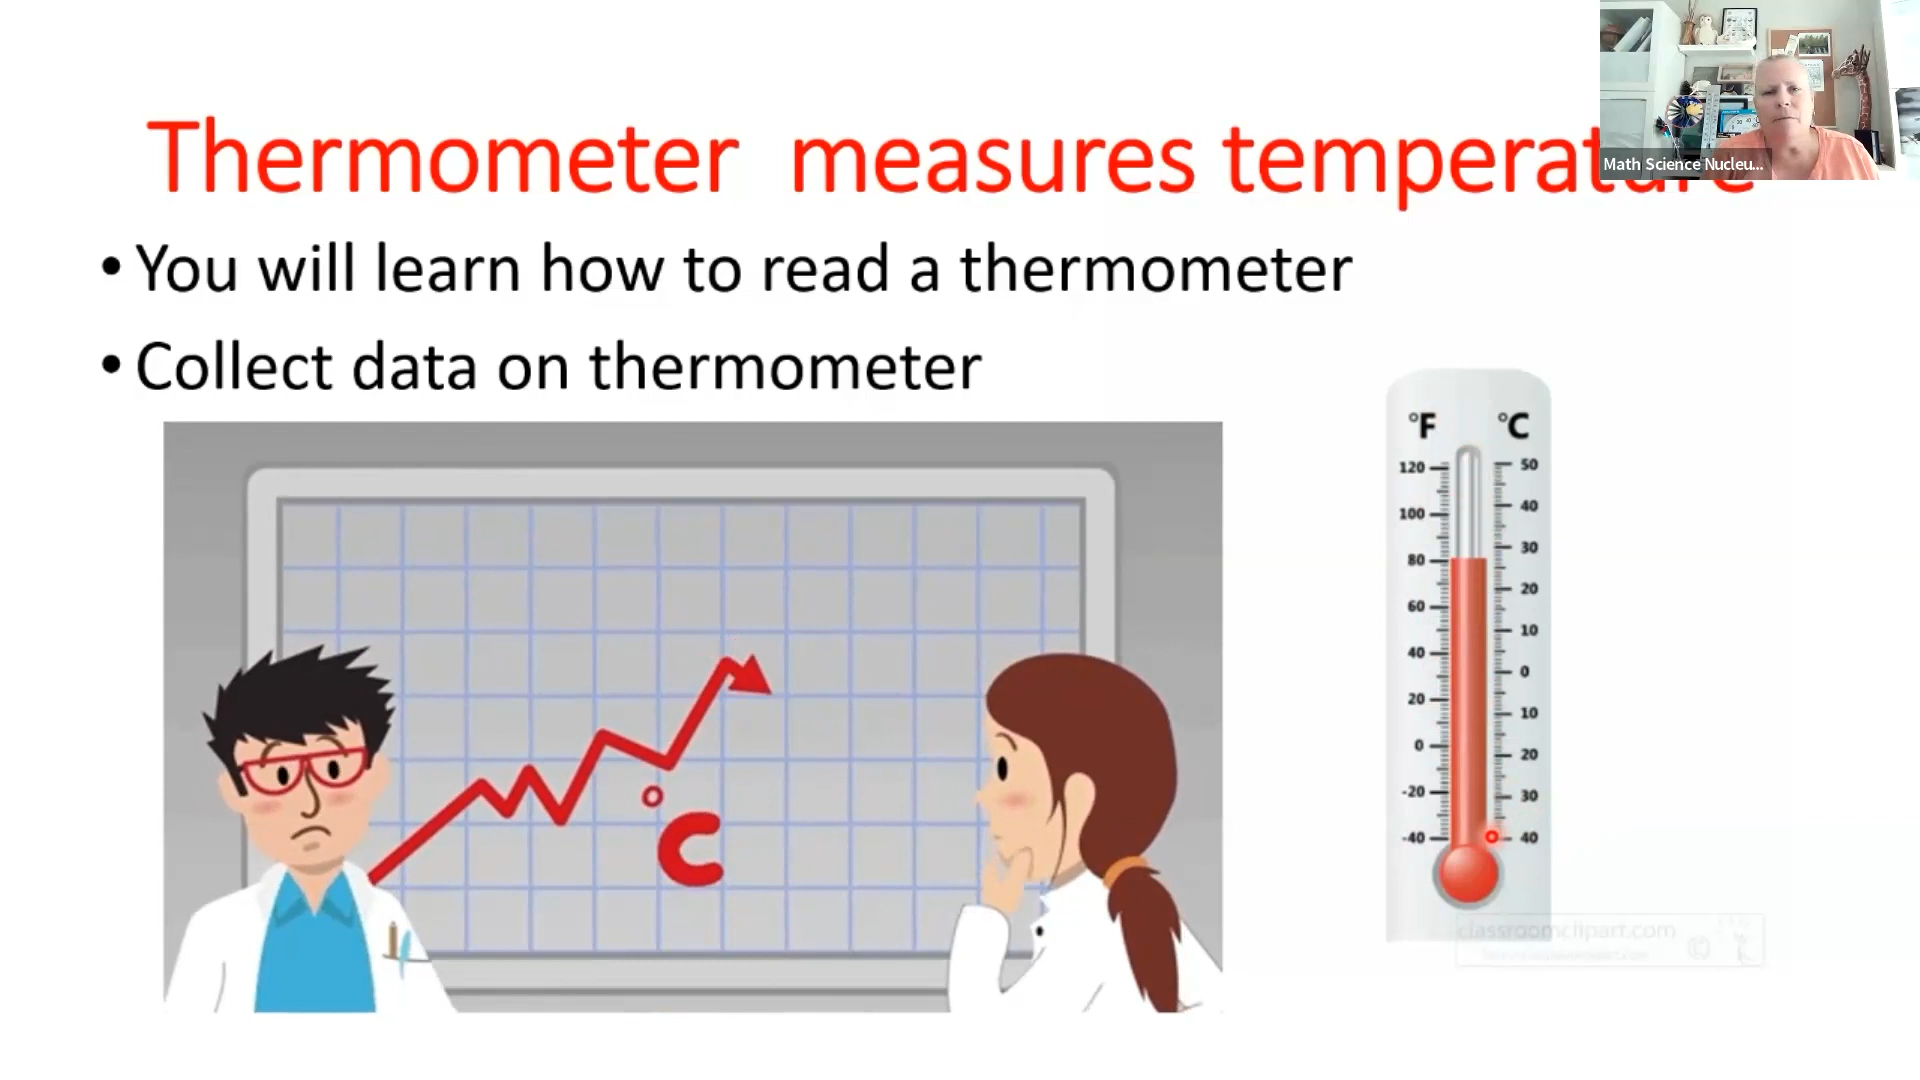 Thermometer measures temperature
Math Science Nucleu...
• You will learn how to read a thermometer
• Collect data on thermometer
°F °C
120 50
100 40
80 30
60 20
40 10
20 0
0 10
-20 20
-40 30
40
°C
classroomclipart.com
©